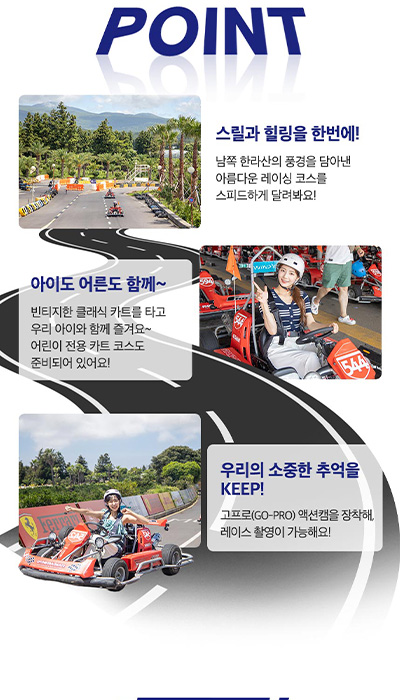 POINT
스릴과 힐링을 한번에!
남쪽 한라산의 풍경을 담아낸
아름다운 레이싱 코스를
스피드하게 달려봐요!
아이도 어른도 함께~
빈티지한 클래식 카트를 타고
우리 아이와 함께 즐겨요~
어린이 전용 카트 코스도
준비되어 있어요!
544
우리의 소중한 추억을
KEEP!
고프로(GO-PRO) 액션캠을 장착해,
레이스 촬영이 가능해요!